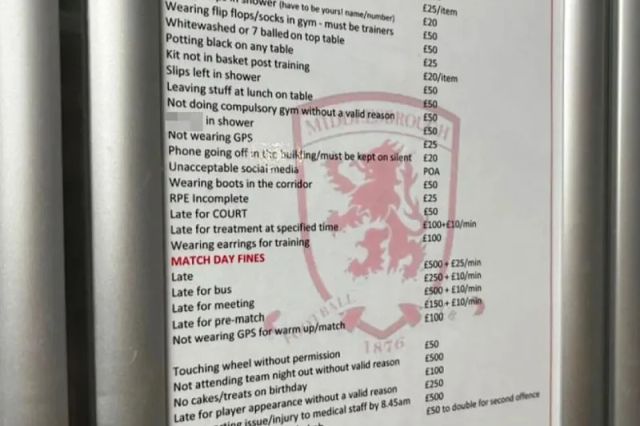 shower (have to be yours! name/number) £25/item
Wearing flip flops/socks in gym - must be trainers £20
Whitewashed or 7 balled on top table £50
Potting black on any table £50
Kit not in basket post training £25
Slips left in shower £20/item
Leaving stuff at lunch on table £50
Not doing compulsory gym without a valid reason £50
in shower £50
Not wearing GPS £25
Phone going off in the building/must be kept on silent £20
Unacceptable social media POA
Wearing boots in the corridor £50
RPE Incomplete £25
Late for COURT £50
Late for treatment at specified time £100+£10/min
Wearing earrings for training £100
MATCH DAY FINES
Late £500 + £25/min
Late for bus £250 + £10/min
Late for meeting £500 + £10/min
Late for pre-match £150 + £10/min
Not wearing GPS for warm up/match £100
Touching wheel without permission £50
Not attending team night out without valid reason £500
No cakes/treats on birthday £100
Late for player appearance without a valid reason £250
issue/injury to medical staff by 8.45am £500
£50 to double for second offence
MIDDLESBROUGH
FOOTBALL
1876